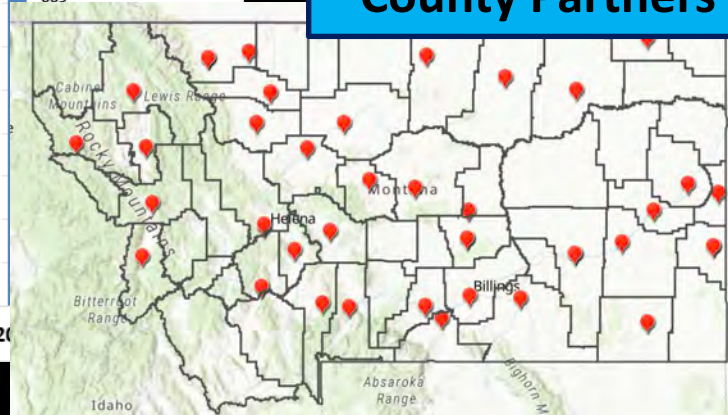 County Partners
Cabinet
Mountains
Lewis Range
Rocky Mountains
Montana
Helena
Billings
Bitterroot
Range
Absaroka
Range
Bighorn M
Idaho